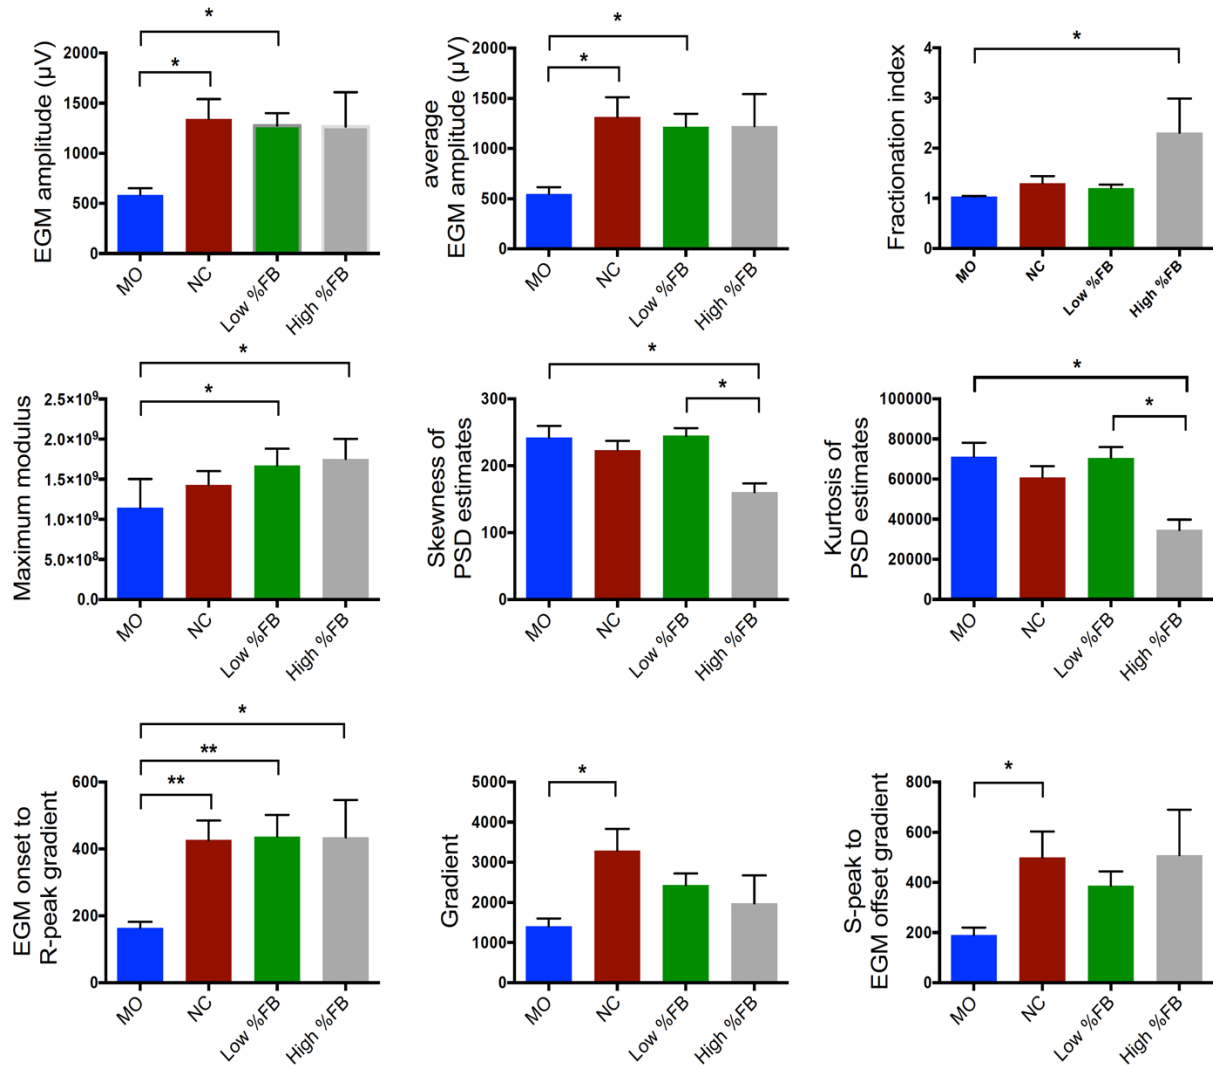 *
*
EGM amplitude (µV)
2000
1500
1000
500
0
MO
NC
Low %FB
High %FB
*
*
average
EGM amplitude (µV)
2000
1500
1000
500
0
MO
NC
Low %FB
High %FB
*
Fractionation index
4
3
2
1
0
MO
NC
Low %FB
High %FB
*
*
Maximum modulus
2.5×10⁹
2.0×10⁹
1.5×10⁹
1.0×10⁹
5.0×10⁸
0.0
MO
NC
Low %FB
High %FB
*
*
Skewness of
PSD estimates
300
200
100
0
MO
NC
Low %FB
High %FB
*
*
Kurtosis of
PSD estimates
100000
80000
60000
40000
20000
0
MO
NC
Low %FB
High %FB
*
**
**
EGM onset to
R-peak gradient
600
400
200
0
MO
NC
Low %FB
High %FB
*
Gradient
5000
4000
3000
2000
1000
0
MO
NC
Low %FB
High %FB
*
S-peak to
EGM offset gradient
800
600
400
200
0
MO
NC
Low %FB
High %FB